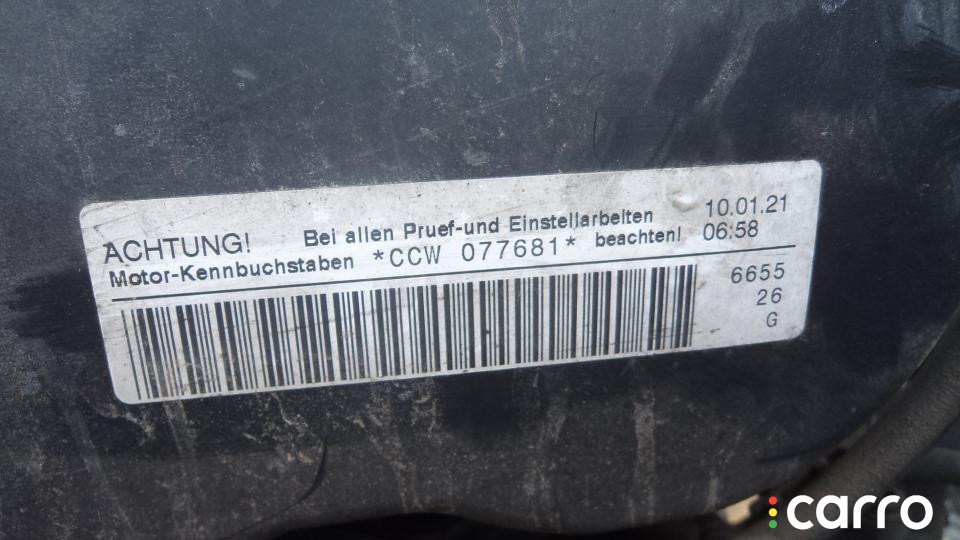 ACHTUNG! Bei allen Pruef-und Einstellarbeiten 10.01.21
Motor-Kennbuchstaben *CCW 077681* beachten! 06:58
6655
26
G
carro